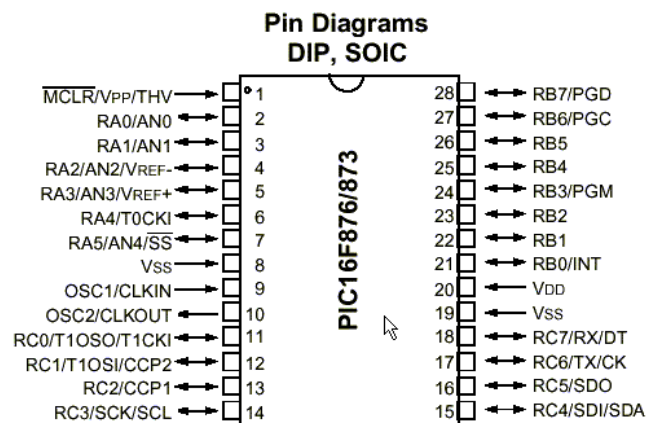 Pin Diagrams
DIP, SOIC
MCLR/VPP/THV 1 28 RB7/PGD
RA0/AN0 2 27 RB6/PGC
RA1/AN1 3 26 RB5
RA2/AN2/VREF- 4 25 RB4
RA3/AN3/VREF+ 5 24 RB3/PGM
RA4/T0CKI 6 23 RB2
RA5/AN4/SS 7 22 RB1
VSS 8 21 RB0/INT
OSC1/CLKIN 9 20 VDD
OSC2/CLKOUT 10 19 VSS
RC0/T1OSO/T1CKI 11 18 RC7/RX/DT
RC1/T1OSI/CCP2 12 17 RC6/TX/CK
RC2/CCP1 13 16 RC5/SDO
RC3/SCK/SCL 14 15 RC4/SDI/SDA
PIC16F876/873